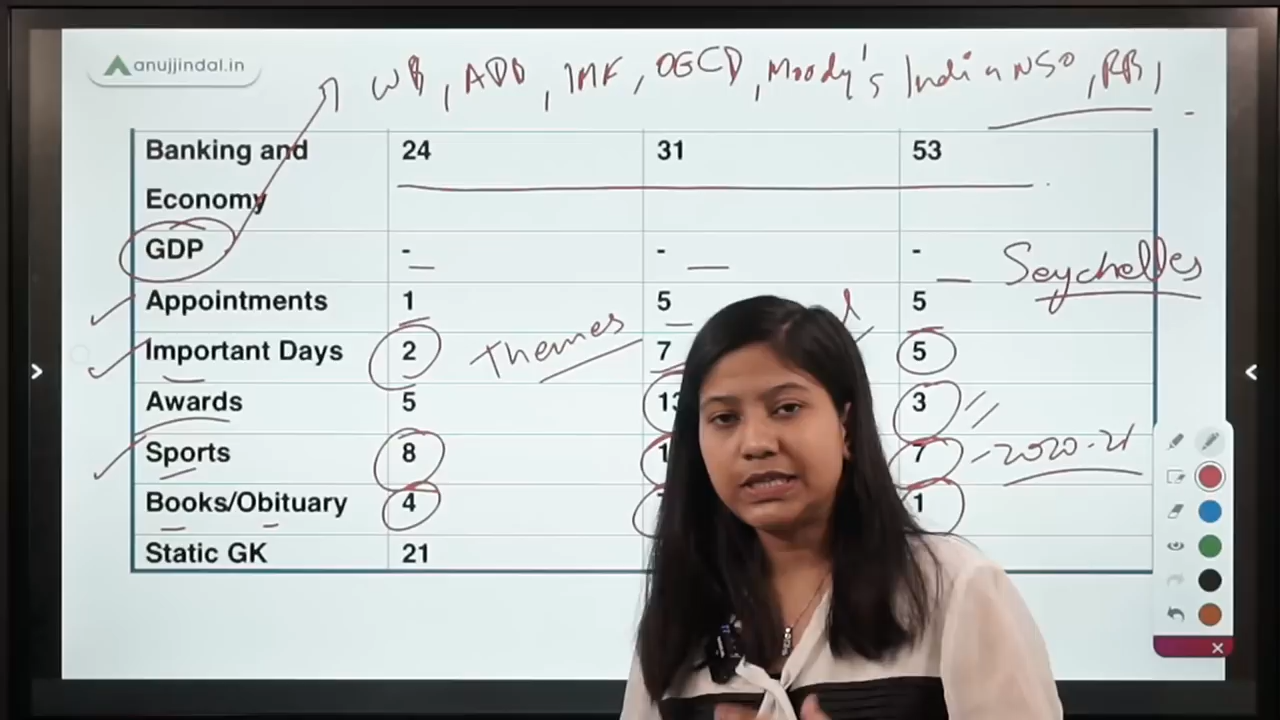 anujjindal.in
WB, ADB, IMF, OECD, Moody's Indian NSO, RBI,
Banking and Economy 24 31 53
GDP - - -
Seychelles
Appointments 1 5 5
Important Days 2 Themes 7 5
Awards 5 3
Sports 8 7 - 2020-21
Books/Obituary 4 1
Static GK 21